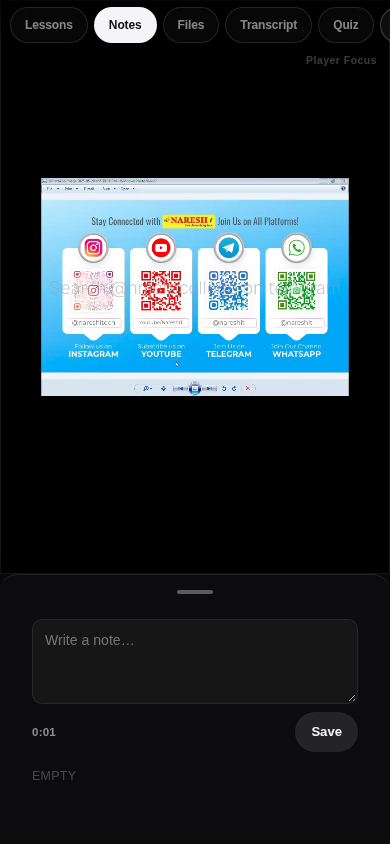 Lessons
Notes
Files
Transcript
Quiz
Player Focus
Stay Connected with NARESH i Join Us on All Platforms!
@nareshitech
Youtube/Nareshit
@nareshit
@nareshit
Follow us on
INSTAGRAM
Subscribe us on
YOUTUBE
Join Us on
TELEGRAM
Join Our Channel
WHATSAPP
Write a note…
0:01
Save
EMPTY